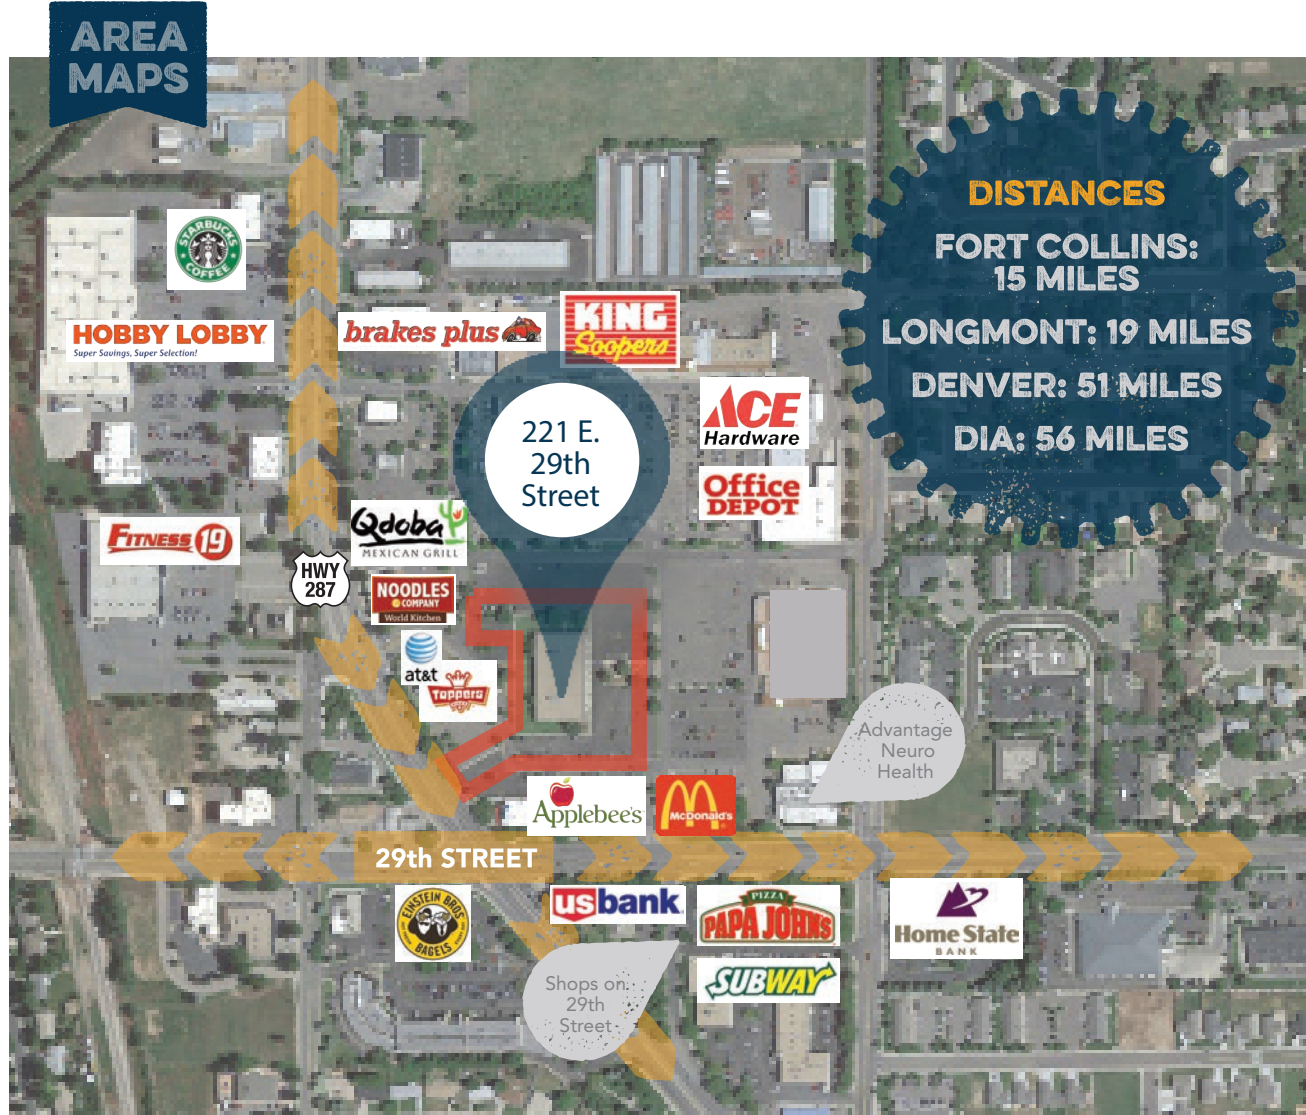 AREA
MAPS
DISTANCES
FORT COLLINS:
15 MILES
LONGMONT: 19 MILES
DENVER: 51 MILES
DIA: 56 MILES
STARBUCKS
COFFEE
HOBBY LOBBY
Super Savings, Super Selection!
brakes plus
KING
Soopers
221 E.
29th
Street
ACE
Hardware
Office
DEPOT
FITNESS 19
Qdoba
MEXICAN GRILL
HWY
287
NOODLES
& COMPANY
World Kitchen
at&t
Toppers
Advantage
Neuro
Health
Applebee's
McDonald's
29th STREET
EINSTEIN BROS
BAGELS
usbank
PIZZA
PAPA JOHNS
Home State
BANK
SUBWAY
Shops on
29th
Street